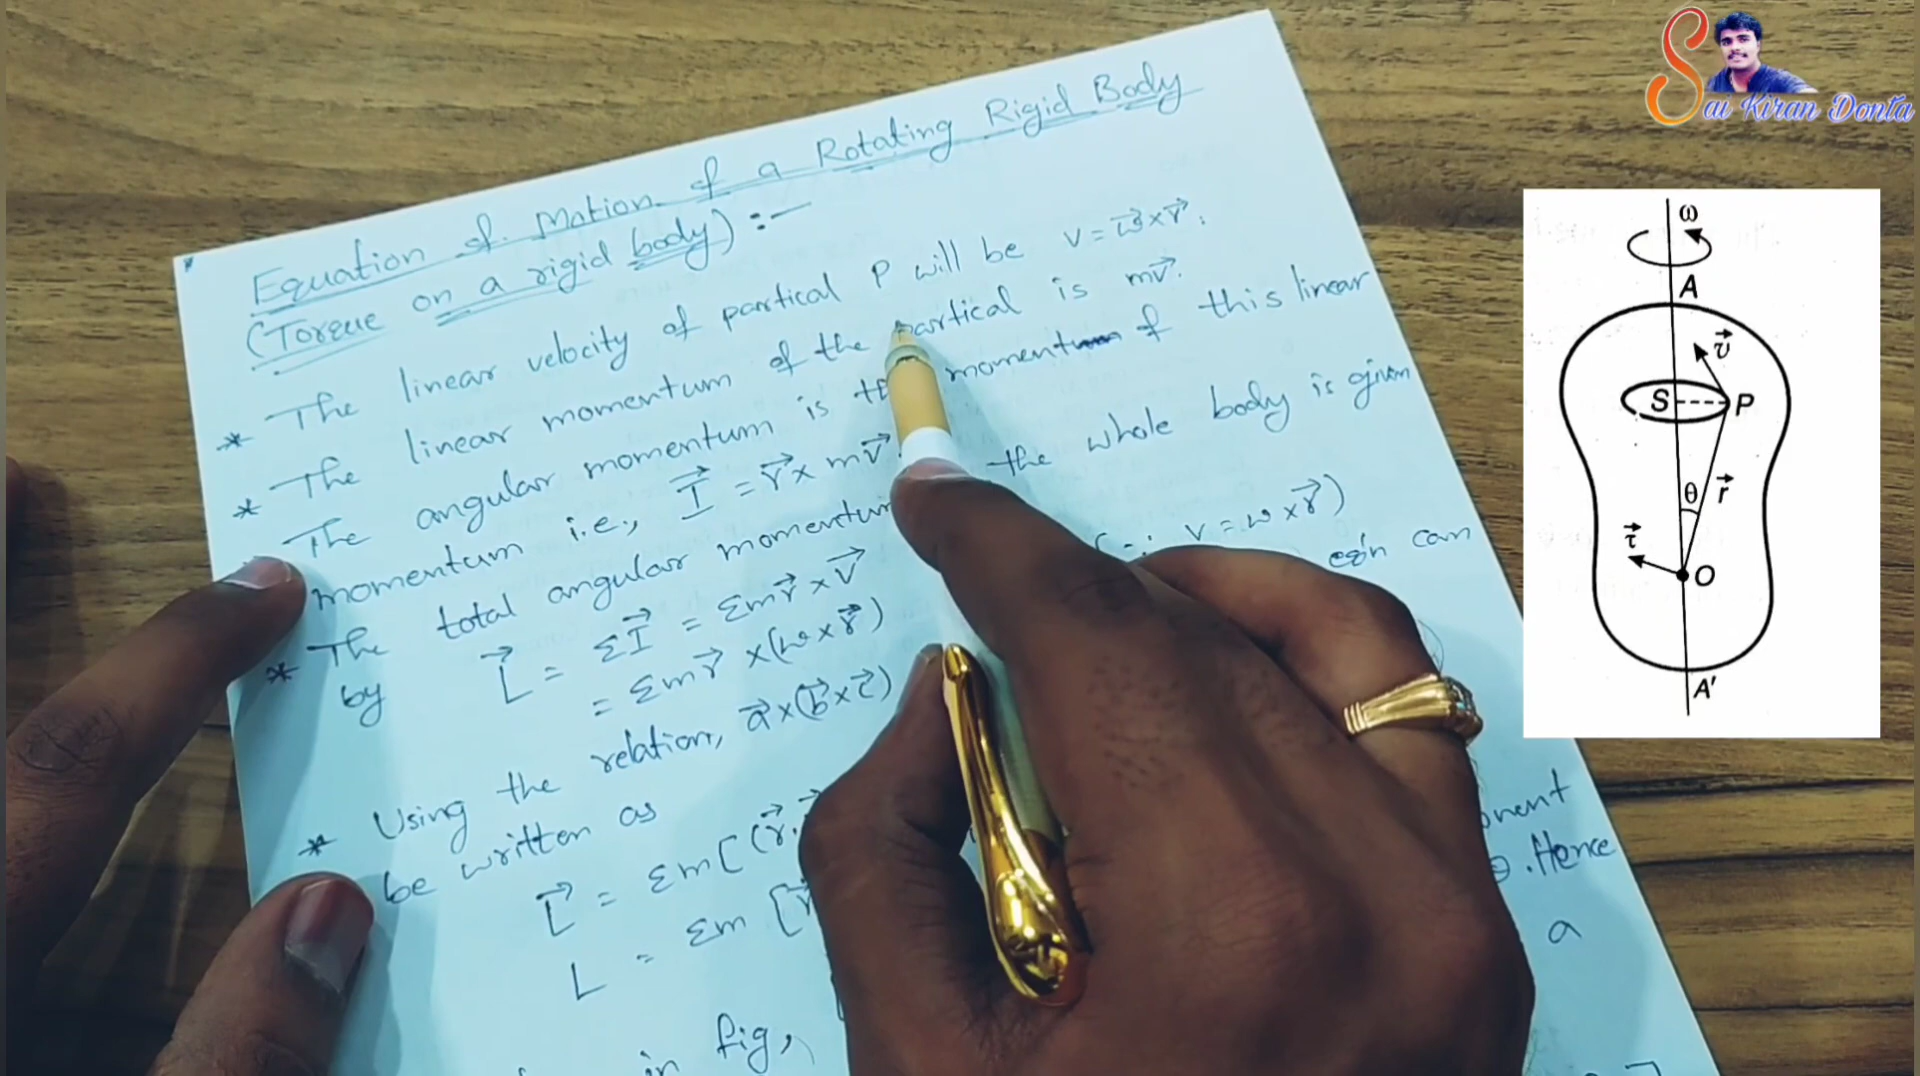 Sai Kiran Donta
Equation of Motion of a Rotating Rigid Body
(Torque on a rigid body) :-
* The linear velocity of partical P will be v = ω⃗ × r⃗.
* The linear momentum of the partical is mv⃗.
The angular momentum is the moment of this linear
momentum i.e., I⃗ = r⃗ × mv⃗.
* The total angular momentum the whole body is given
by L⃗ = ΣI⃗ = Σmr⃗ × v⃗
= Σmr⃗ × (ω × r⃗) (∵ v = ω × r⃗)
* Using the relation, a⃗ × (b⃗ × c⃗) eqn can
be written as
L⃗ = Σm[(r⃗.
L = Σm [r⃗
Hence
a
in fig,
ω
A
v⃗
S P
θ r⃗
τ⃗
O
A'